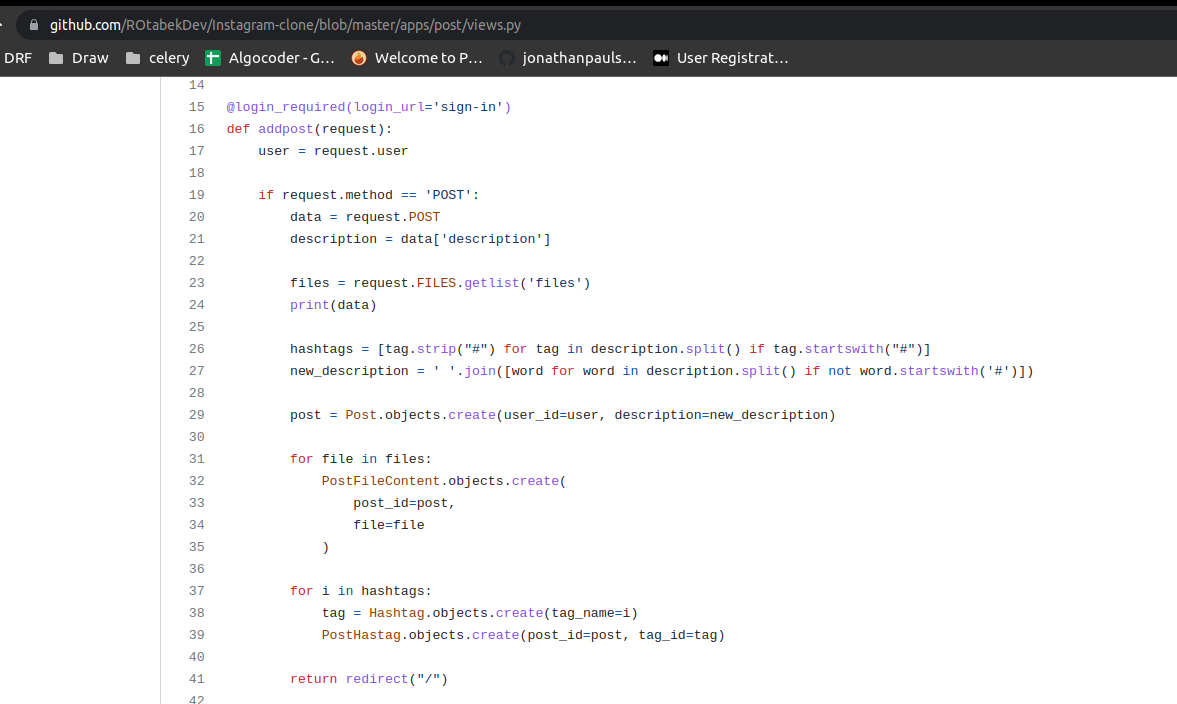 github.com/ROtabekDev/Instagram-clone/blob/master/apps/post/views.py
DRF Draw celery Algocoder - G... Welcome to P... jonathanpauls... User Registrat...
14
15 @login_required(login_url='sign-in')
16 def addpost(request):
17     user = request.user
18
19     if request.method == 'POST':
20         data = request.POST
21         description = data['description']
22
23         files = request.FILES.getlist('files')
24         print(data)
25
26         hashtags = [tag.strip("#") for tag in description.split() if tag.startswith("#")]
27         new_description = ' '.join([word for word in description.split() if not word.startswith('#')])
28
29         post = Post.objects.create(user_id=user, description=new_description)
30
31         for file in files:
32             PostFileContent.objects.create(
33                 post_id=post,
34                 file=file
35             )
36
37         for i in hashtags:
38             tag = Hashtag.objects.create(tag_name=i)
39             PostHastag.objects.create(post_id=post, tag_id=tag)
40
41         return redirect("/")
42